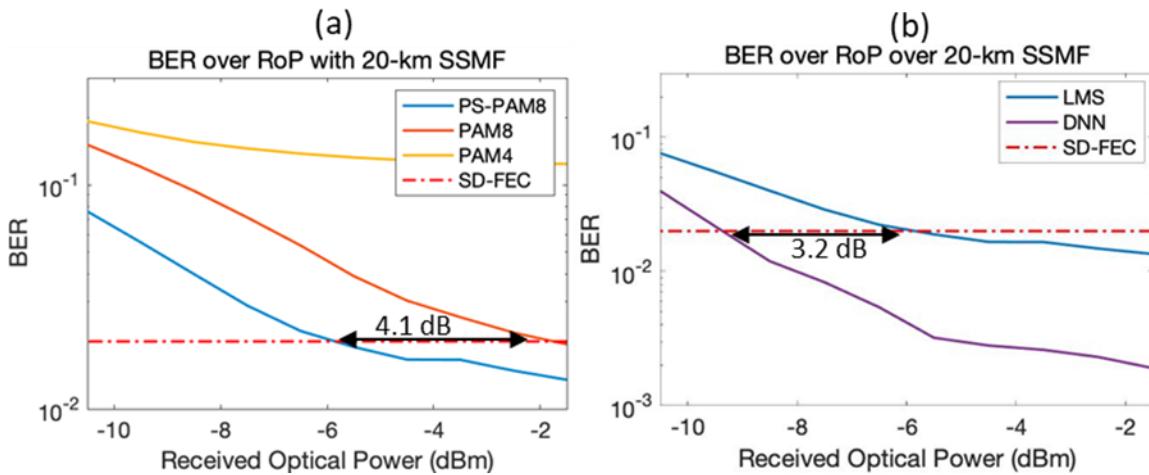 (a)
BER over RoP with 20-km SSMF
PS-PAM8
PAM8
PAM4
SD-FEC
10^-1
10^-2
BER
4.1 dB
-10 -8 -6 -4 -2
Received Optical Power (dBm)
(b)
BER over RoP over 20-km SSMF
LMS
DNN
SD-FEC
10^-1
10^-2
10^-3
BER
3.2 dB
-10 -8 -6 -4 -2
Received Optical Power (dBm)